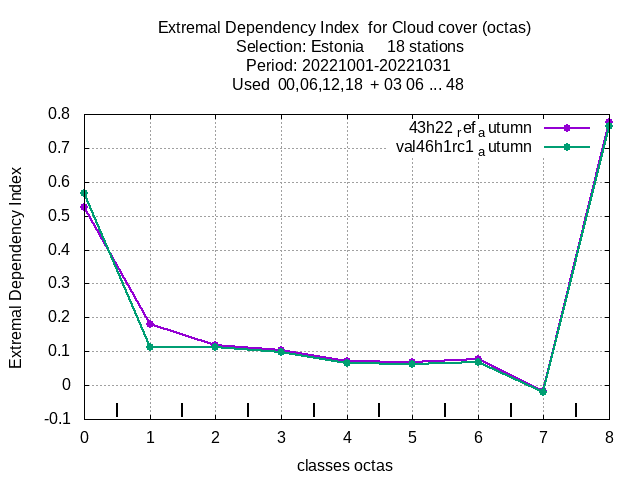 Extremal Dependency Index  for Cloud cover (octas)
Selection: Estonia     18 stations
Period: 20221001-20221031
Used  00,06,12,18  + 03 06 ... 48
43h22 ref a utumn
val46h1rc1 a utumn
Extremal Dependency Index
0.8
0.7
0.6
0.5
0.4
0.3
0.2
0.1
0
-0.1
0 1 2 3 4 5 6 7 8
classes octas